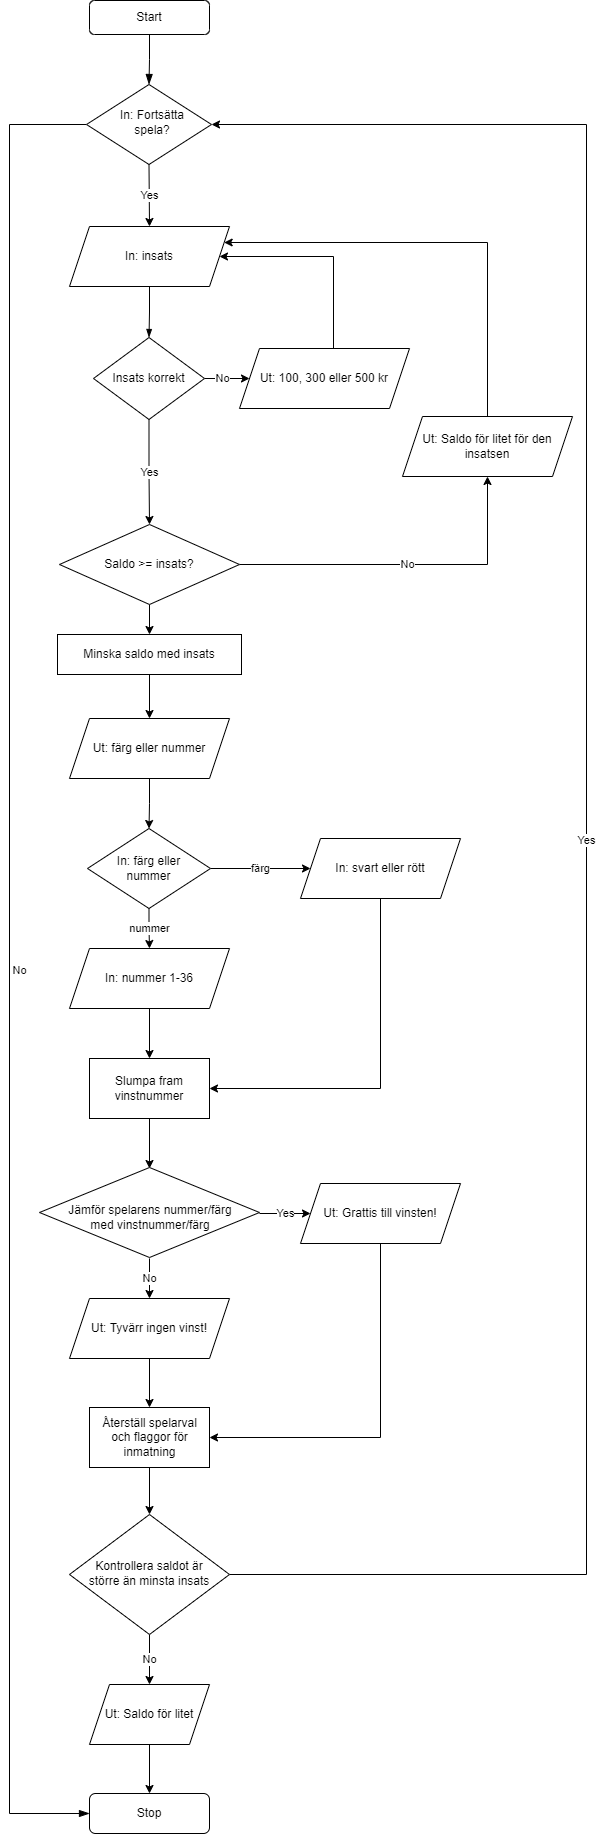 Start
In: Fortsätta
spela?
Yes
In: insats
Insats korrekt
No
Ut: 100, 300 eller 500 kr
Ut: Saldo för litet för den
insatsen
Yes
Saldo >= insats?
No
Minska saldo med insats
Ut: färg eller nummer
Yes
In: färg eller
nummer
färg
In: svart eller rött
nummer
No
In: nummer 1-36
Slumpa fram
vinstnummer
Jämför spelarens nummer/färg
med vinstnummer/färg
Yes
Ut: Grattis till vinsten!
No
Ut: Tyvärr ingen vinst!
Återställ spelarval
och flaggor för
inmatning
Kontrollera saldot är
större än minsta insats
No
Ut: Saldo för litet
Stop